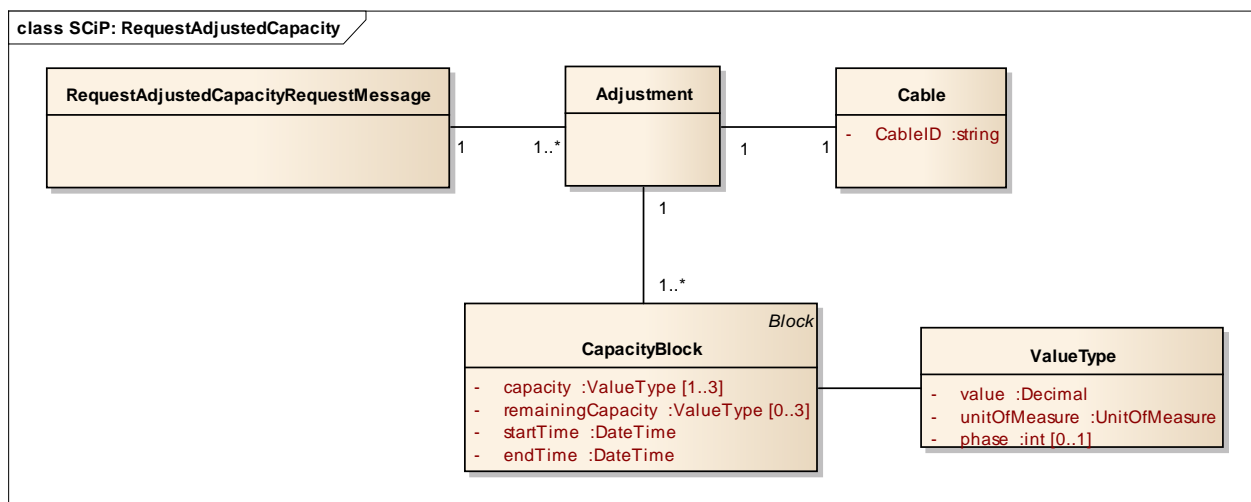 class SCiP: RequestAdjustedCapacity
RequestAdjustedCapacityRequestMessage
Adjustment
Cable
- CableID :string
1
1..*
1
1
1
1..*
Block
CapacityBlock
- capacity :ValueType [1..3]
- remainingCapacity :ValueType [0..3]
- startTime :DateTime
- endTime :DateTime
ValueType
- value :Decimal
- unitOfMeasure :UnitOfMeasure
- phase :int [0..1]